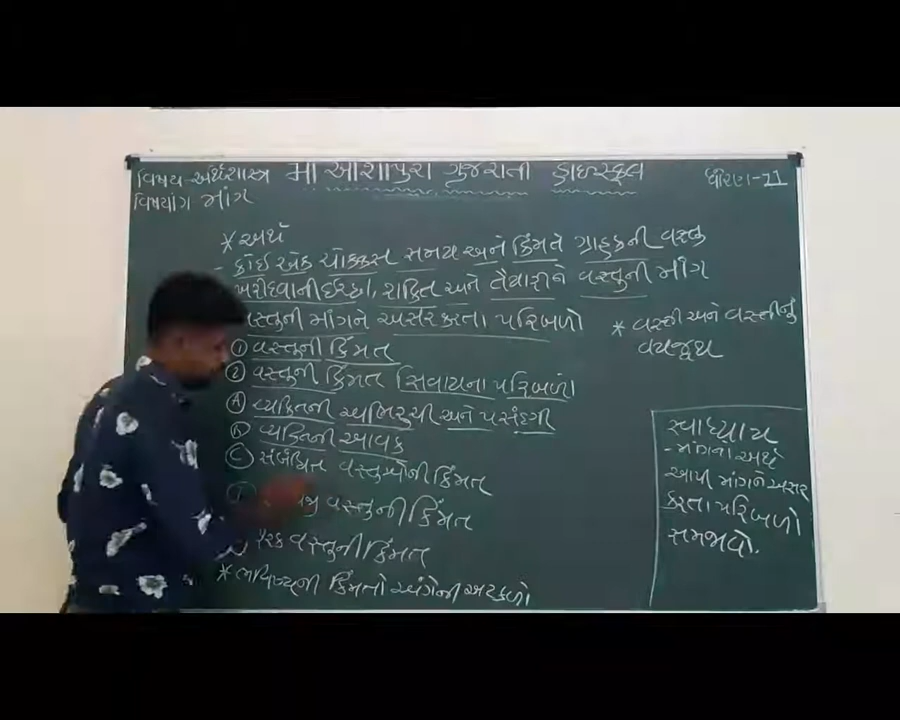 વિષય-અર્થશાસ્ત્ર મા આશાપુરા ગુજરાતી હાઈસ્કૂલ ધોરણ-11
વિષયાંગ માંગ
* અર્થ
- કોઈ એક ચોક્કસ સમયે અને કિંમતે ગ્રાહકની વસ્તુ
ખરીદવાની ઈચ્છા, શક્તિ અને તૈયારીને વસ્તુની માંગ
વસ્તુની માંગને અસર કરતા પરિબળો
① વસ્તુની કિંમત
② વસ્તુની કિંમત સિવાયના પરિબળો
Ⓐ વ્યક્તિની અભિરુચી અને પસંદગી
Ⓑ વ્યક્તિની આવક
Ⓒ સંબંધિત વસ્તુઓની કિંમત
વસ્તુની કિંમત
વસ્તુની કિંમત
* ભવિષ્યની કિંમતો અંગેની અટકળો
* વસ્તી અને વસ્તીનું
વયજૂથ
સ્વાધ્યાય
- માંગના અર્થ
આપી માંગને અસર
કરતા પરિબળો
સમજાવો.